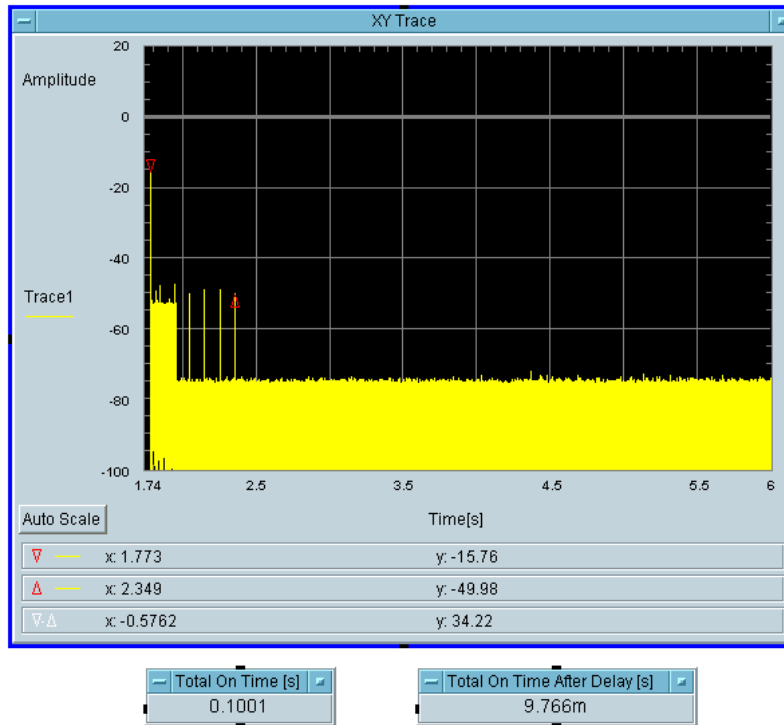 XY Trace
20
Amplitude
0
-20
-40
Trace1
-60
-80
-100
1.74 2.5 3.5 4.5 5.5 6
Auto Scale Time[s]
x: 1.773 y: -15.76
x: 2.349 y: -49.98
x: -0.5762 y: 34.22
Total On Time [s] Total On Time After Delay [s]
0.1001 9.766m